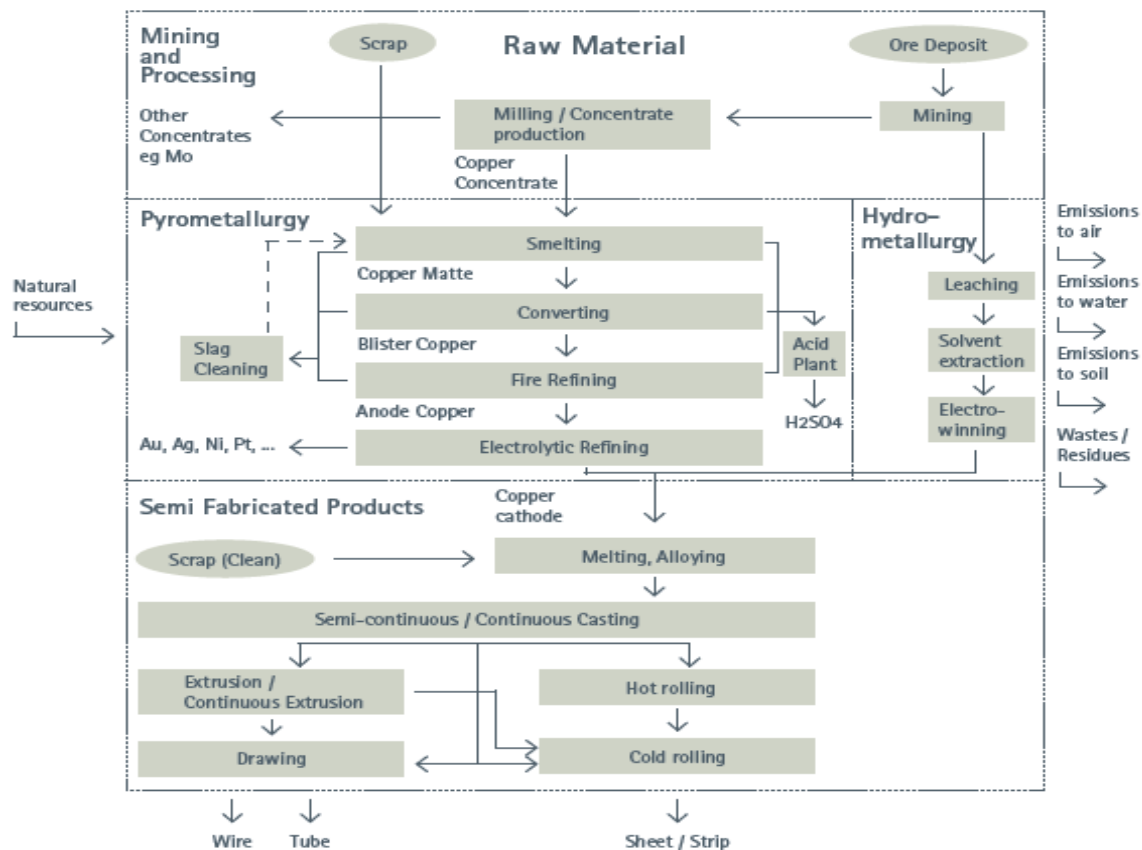 Mining
and
Processing
Scrap
Raw Material
Ore Deposit
Other
Concentrates
eg Mo
Milling / Concentrate
production
Mining
Copper
Concentrate
Pyrometallurgy
Hydro-
metallurgy
Smelting
Copper Matte
Converting
Blister Copper
Fire Refining
Anode Copper
Electrolytic Refining
Slag
Cleaning
Au, Ag, Ni, Pt, ...
Acid
Plant
H2SO4
Leaching
Solvent
extraction
Electro-
winning
Natural
resources
Emissions
to air
Emissions
to water
Emissions
to soil
Wastes /
Residues
Semi Fabricated Products
Copper
cathode
Scrap (Clean)
Melting, Alloying
Semi-continuous / Continuous Casting
Extrusion /
Continuous Extrusion
Hot rolling
Drawing
Cold rolling
Wire
Tube
Sheet / Strip